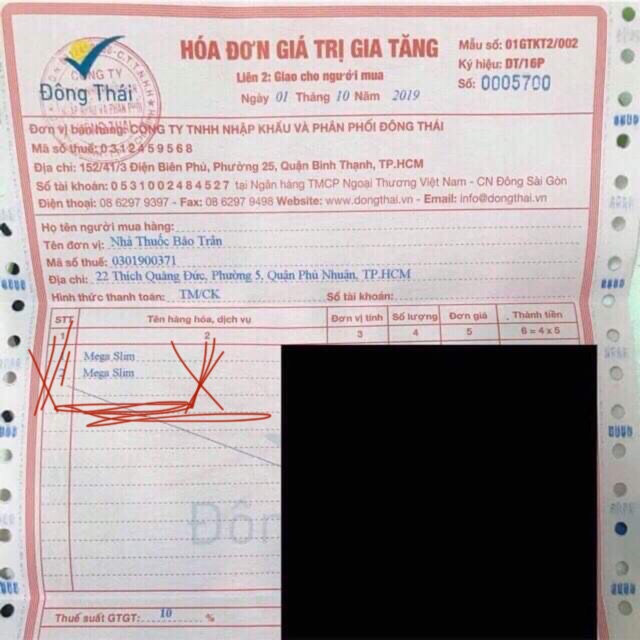 HÓA ĐƠN GIÁ TRỊ GIA TĂNG
Liên 2: Giao cho người mua
Ngày 01 Tháng 10 Năm 2019
Mẫu số: 01GTKT2/002
Ký hiệu: DT/16P
Số: 0005700
CÔNG TY
Đông Thái
Đơn vị bán hàng: CÔNG TY TNHH NHẬP KHẨU VÀ PHÂN PHỐI ĐÔNG THÁI
Mã số thuế: 0312459568
Địa chỉ: 152/41/3 Điện Biên Phủ, Phường 25, Quận Bình Thạnh, TP.HCM
Số tài khoản: 0531002484527 tại Ngân hàng TMCP Ngoại Thương Việt Nam - CN Đông Sài Gòn
Điện thoại: 08 6297 9397 - Fax: 08 6297 9498 Website: www.dongthai.vn - Email: info@dongthai.vn
Họ tên người mua hàng:
Tên đơn vị: Nhà Thuốc Bảo Trân
Mã số thuế: 0301900371
Địa chỉ: 22 Thích Quảng Đức, Phường 5, Quận Phú Nhuận, TP.HCM
Hình thức thanh toán: TM/CK Số tài khoản:
STT Tên hàng hóa, dịch vụ Đơn vị tính Số lượng Đơn giá Thành tiền
1 2 3 4 5 6 = 4 x 5
Mega Slim
2 Mega Slim
Đôn
Thuế suất GTGT: 10 %